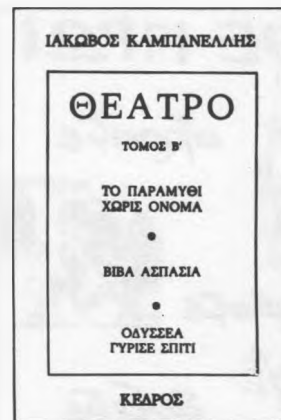 ΙΑΚΩΒΟΣ ΚΑΜΠΑΝΕΛΛΗΣ
ΘΕΑΤΡΟ
ΤΟΜΟΣ Β'
ΤΟ ΠΑΡΑΜΥΘΙ
ΧΩΡΙΣ ΟΝΟΜΑ
•
ΒΙΒΑ ΑΣΠΑΣΙΑ
•
ΟΔΥΣΣΕΑ
ΓΥΡΙΣΕ ΣΠΙΤΙ
ΚΕΔΡΟΣ